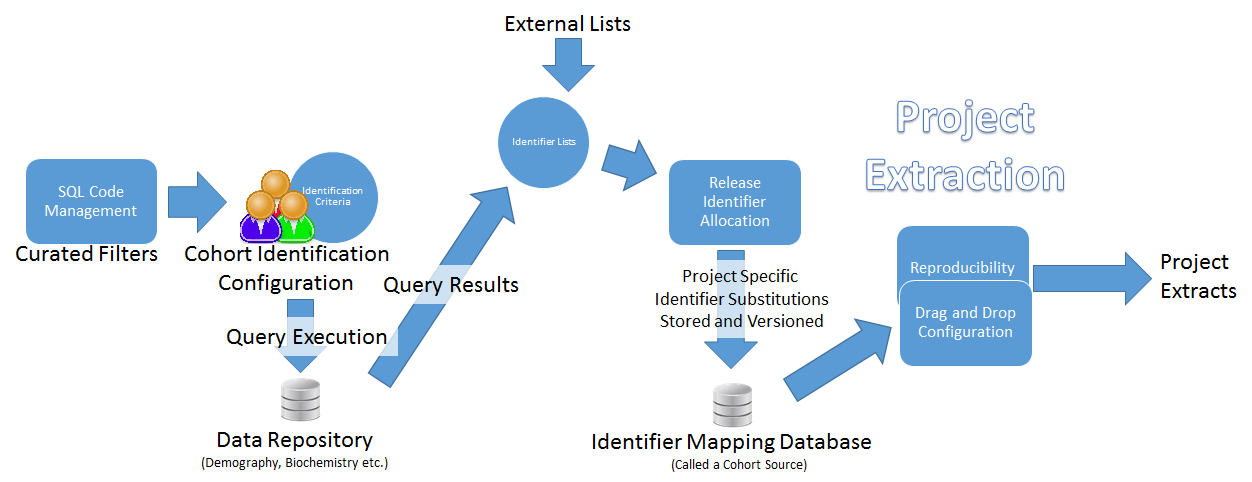 External Lists
Identifier Lists
Project
Extraction
SQL Code
Management
Curated Filters
Identification
Criteria
Cohort Identification
Configuration
Query Execution
Data Repository
(Demography, Biochemistry etc.)
Query Results
Release
Identifier
Allocation
Project Specific
Identifier Substitutions
Stored and Versioned
Identifier Mapping Database
(Called a Cohort Source)
Reproducibility
Drag and Drop
Configuration
Project
Extracts